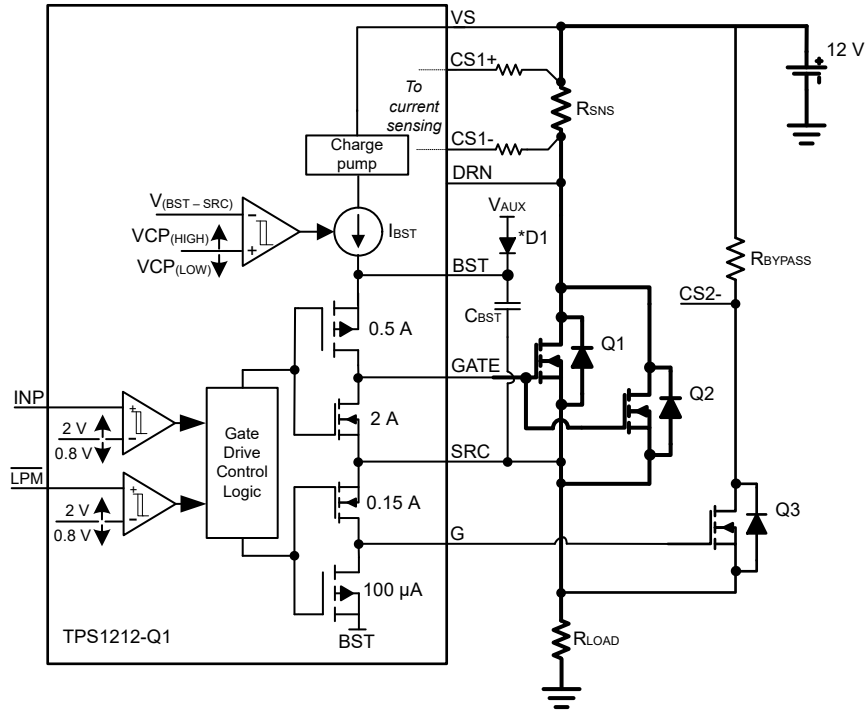 VS
12 V
CS1+
To
current
sensing
RSNS
CS1-
Charge
pump
DRN
VAUX
*D1
V(BST – SRC)
IBST
VCP(HIGH)
VCP(LOW)
BST
RBYPASS
CS2-
CBST
0.5 A
Q1
GATE
Q2
INP
2 V
0.8 V
2 A
Gate
Drive
Control
Logic
SRC
LPM
2 V
0.8 V
0.15 A
Q3
G
100 µA
BST
TPS1212-Q1
RLOAD